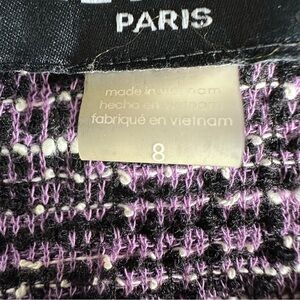 PARIS
made in vietnam
hecho en vietnam
fabriqué en vietnam
8